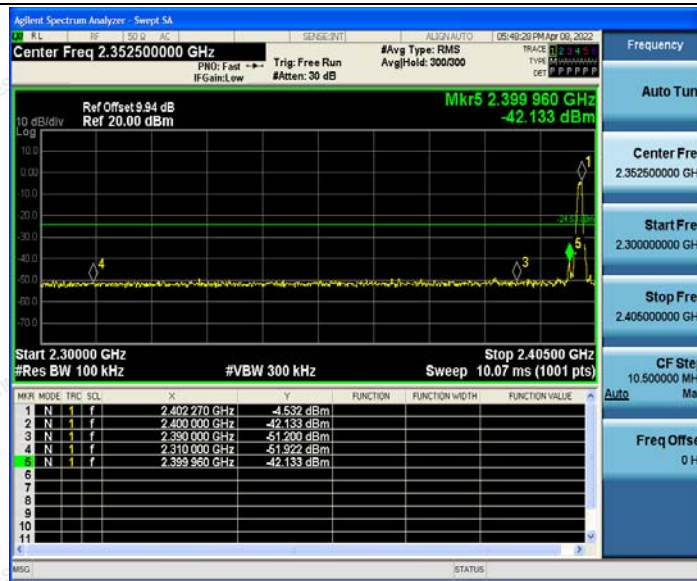 Agilent Spectrum Analyzer - Swept SA
RL RF 50 Ω AC SENSE:INT ALIGN AUTO 05:48:28 PM Apr 08, 2022
Center Freq 2.352500000 GHz
PNO: Fast
IFGain:Low
Trig: Free Run
#Atten: 30 dB
#Avg Type: RMS
Avg|Hold: 300/300
TRACE 1 2 3 4 5 6
TYPE M
DET P P P P P P
Ref Offset 9.94 dB
10 dB/div Ref 20.00 dBm
Mkr5 2.399 960 GHz
-42.133 dBm
Log
10.0
0.00
-10.0
-20.0
-30.0
-40.0
-50.0
-60.0
-70.0
1
5
3
4
Start 2.30000 GHz
Stop 2.40500 GHz
#Res BW 100 kHz #VBW 300 kHz Sweep 10.07 ms (1001 pts)
MKR MODE TRC SCL X Y FUNCTION FUNCTION WIDTH FUNCTION VALUE
1 N 1 f 2.402 270 GHz -4.532 dBm
2 N 1 f 2.400 000 GHz -42.133 dBm
3 N 1 f 2.390 000 GHz -51.200 dBm
4 N 1 f 2.310 000 GHz -51.922 dBm
5 N 1 f 2.399 960 GHz -42.133 dBm
6
7
8
9
10
11
MSG STATUS
Frequency
Auto Tun
Center Fre
2.352500000 GH
Start Fre
2.300000000 GH
Stop Fre
2.405000000 GH
CF Ste
10.500000 MH
Auto Ma
Freq Offse
0 H